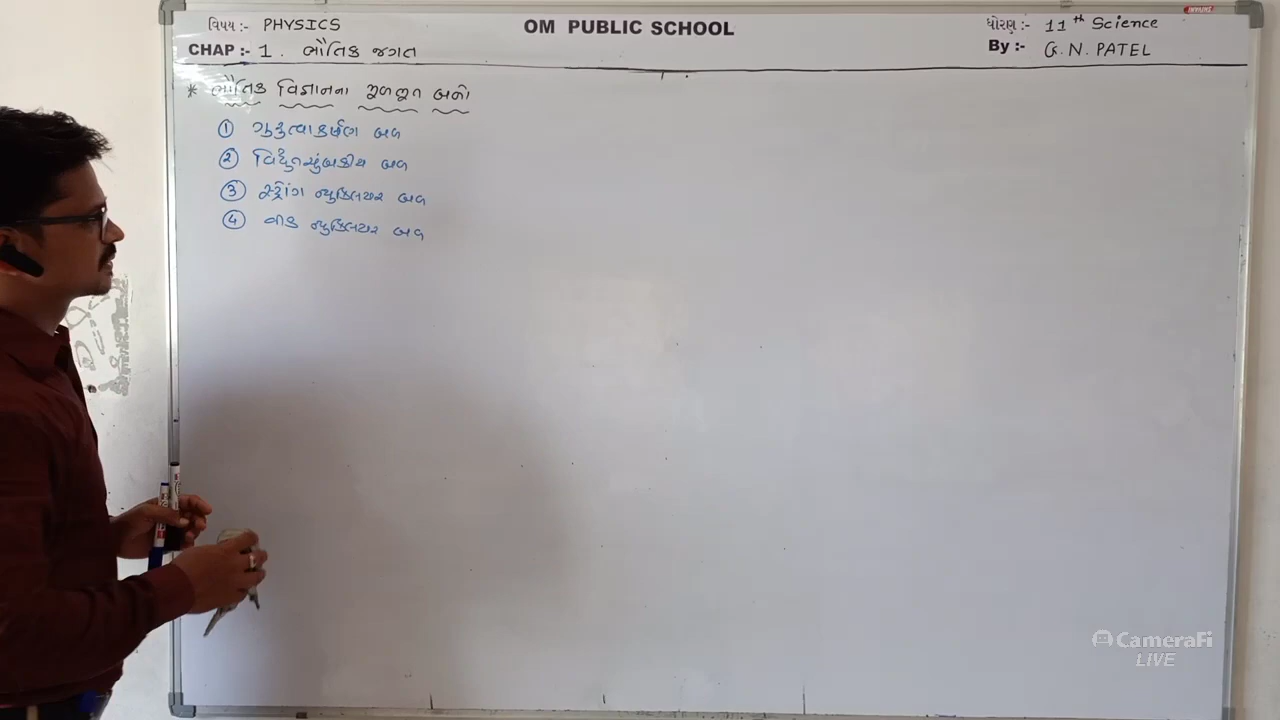 વિષય :- PHYSICS
OM PUBLIC SCHOOL
ધોરણ :- 11th Science
CHAP :- 1. ભૌતિક જગત
By :- G. N. PATEL
* ભૌતિક વિજ્ઞાનના મૂળભૂત બળો
① ગુરુત્વાકર્ષણ બળ
② વિદ્યુતચુંબકીય બળ
③ સ્ટ્રોંગ ન્યુક્લિયર બળ
④ વીક ન્યુક્લિયર બળ
CameraFi
LIVE